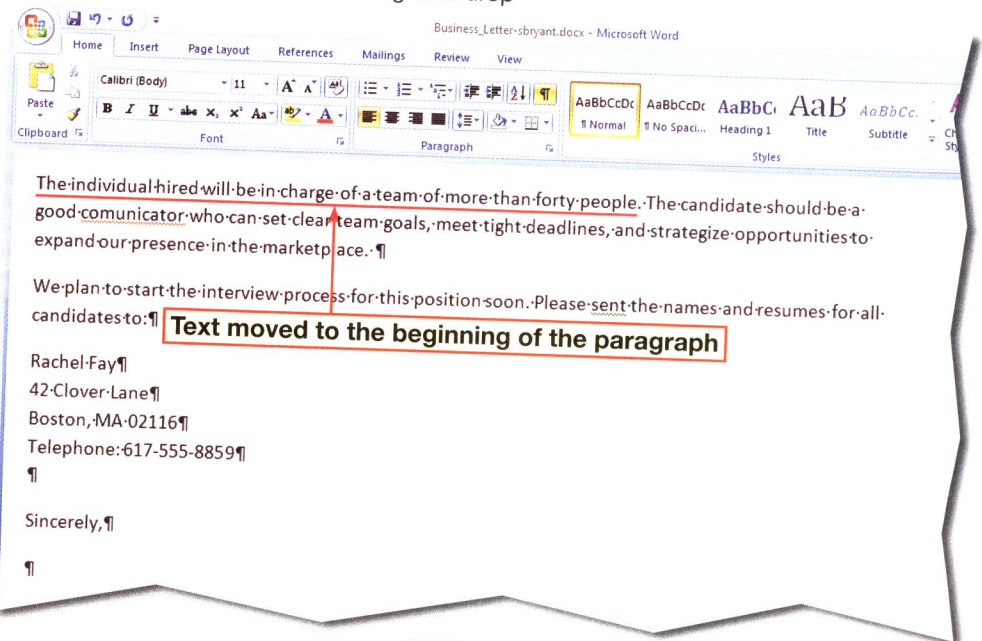 Business_Letter-sbryant.docx - Microsoft Word
Home Insert Page Layout References Mailings Review View
Calibri (Body) 11
Paste
B I U abc X₂ X² Aa A
AaBbCcDc AaBbCcDc AaBbC AaB AaBbCc.
¶ Normal ¶ No Spaci... Heading 1 Title Subtitle
Clipboard Font Paragraph Styles
The·individual·hired·will·be·in·charge·of·a·team·of·more·than·forty·people.·The·candidate·should·be·a·
good·comunicator·who·can·set·clear·team·goals,·meet·tight·deadlines,·and·strategize·opportunities·to·
expand·our·presence·in·the·marketplace.·¶
We·plan·to·start·the·interview·process·for·this·position·soon.·Please·sent·the·names·and·resumes·for·all·
candidates·to:¶
Text moved to the beginning of the paragraph
Rachel·Fay¶
42·Clover·Lane¶
Boston,·MA·02116¶
Telephone:·617-555-8859¶
¶
Sincerely,¶
¶